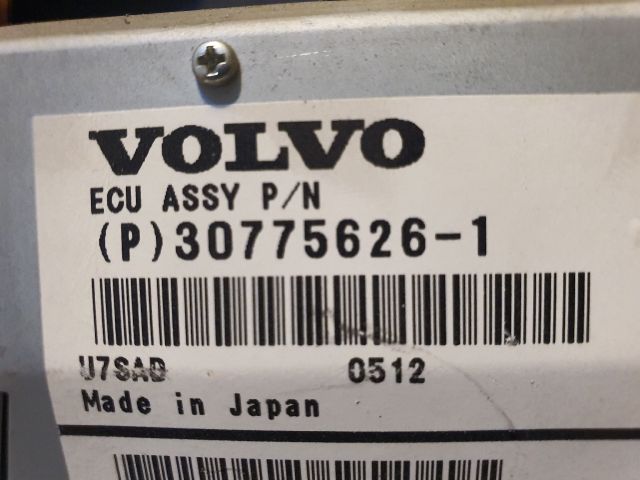 VOLVO
ECU ASSY P/N
(P)30775626-1
U7SAD 0512
Made in Japan